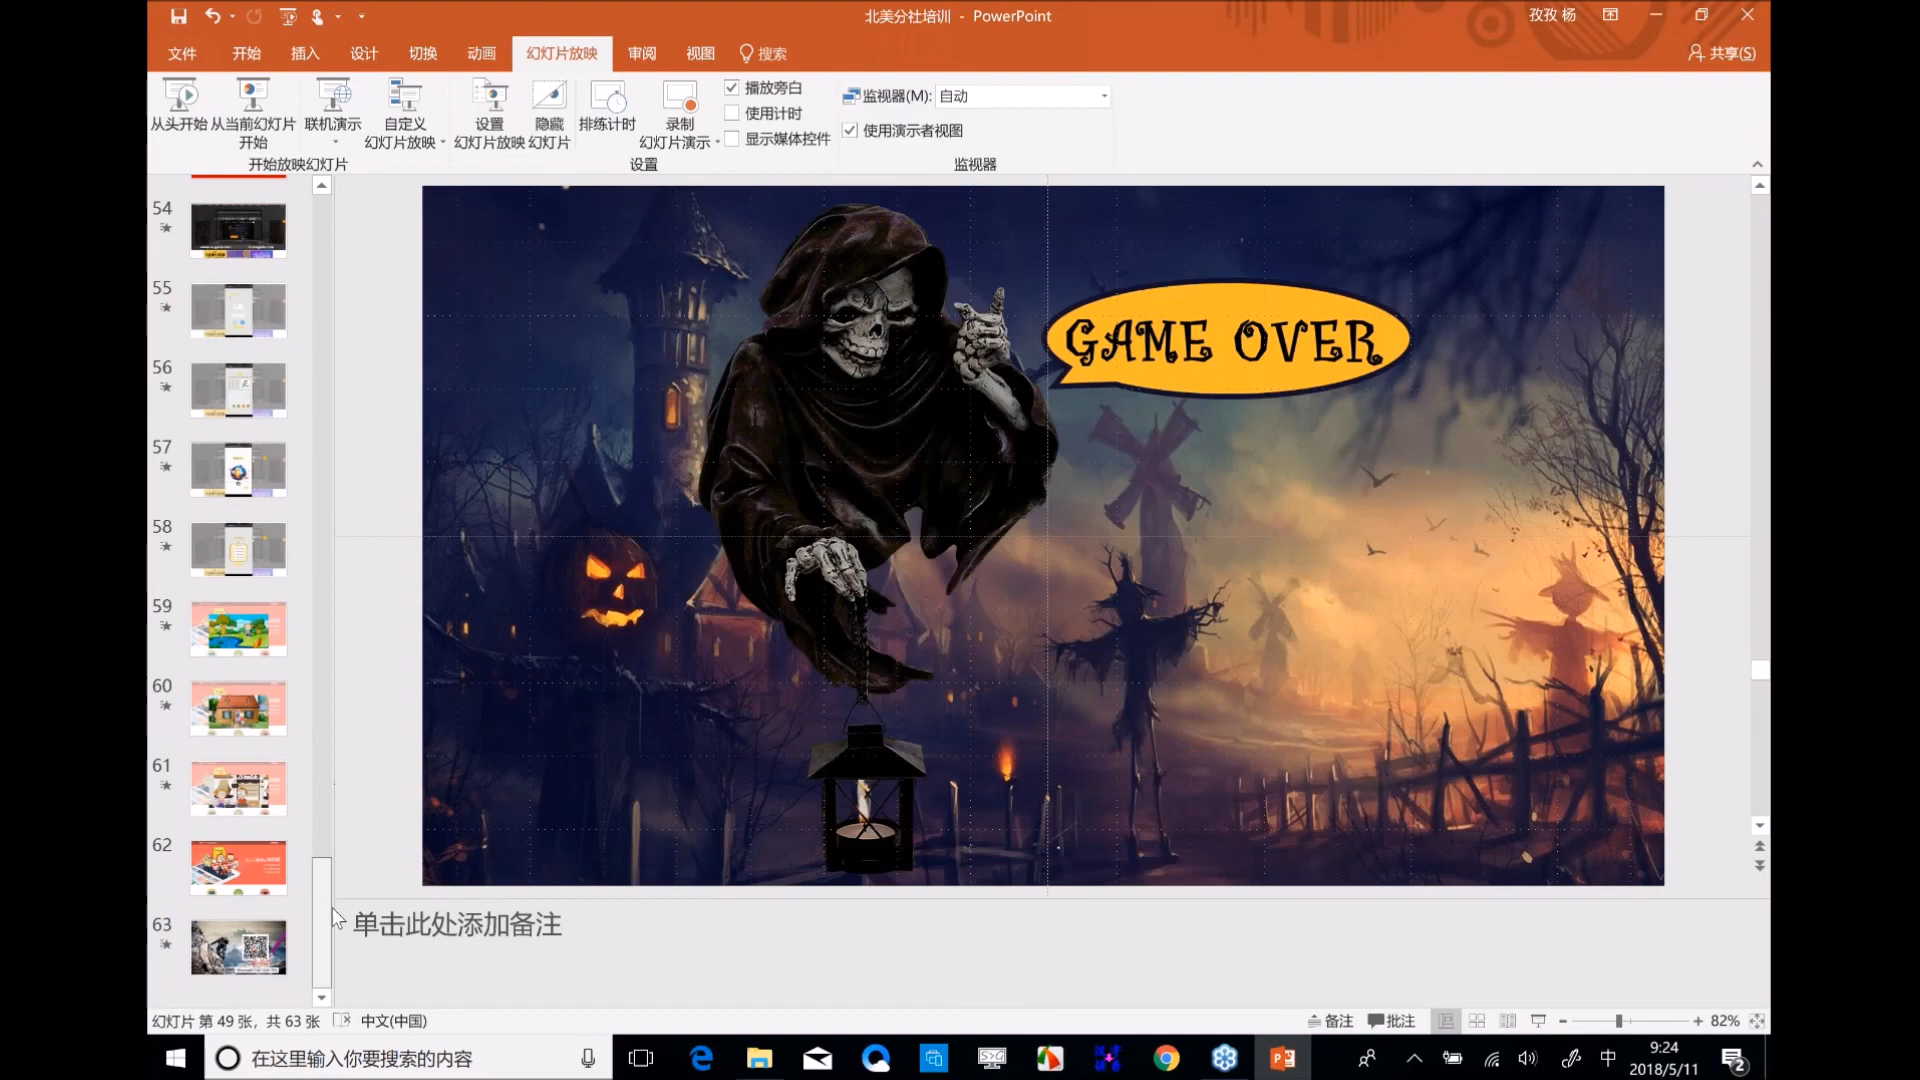 北美分社培训 - PowerPoint
孜孜 杨
文件 开始 插入 设计 切换 动画 幻灯片放映 审阅 视图 搜索
共享(S)
从头开始 从当前幻灯片 开始
联机演示
自定义 幻灯片放映
设置 幻灯片放映
隐藏 幻灯片
排练计时
录制 幻灯片演示
播放旁白
使用计时
显示媒体控件
监视器(M): 自动
使用演示者视图
开始放映幻灯片
设置
监视器
54
55
56
57
58
59
60
61
62
63
GAME OVER
单击此处添加备注
幻灯片 第 49 张，共 63 张
中文(中国)
备注
批注
82%
在这里输入你要搜索的内容
中
9:24
2018/5/11
2